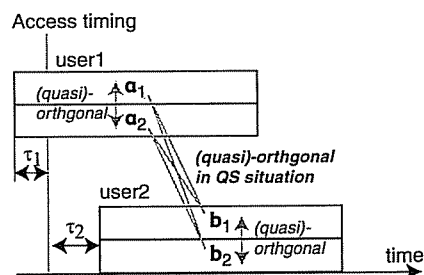 Access timing
user1
(quasi)- a1
orthgonal a2
(quasi)-orthgonal
in QS situation
τ1
user2
τ2
b1 (quasi)-
b2 orthgonal
time